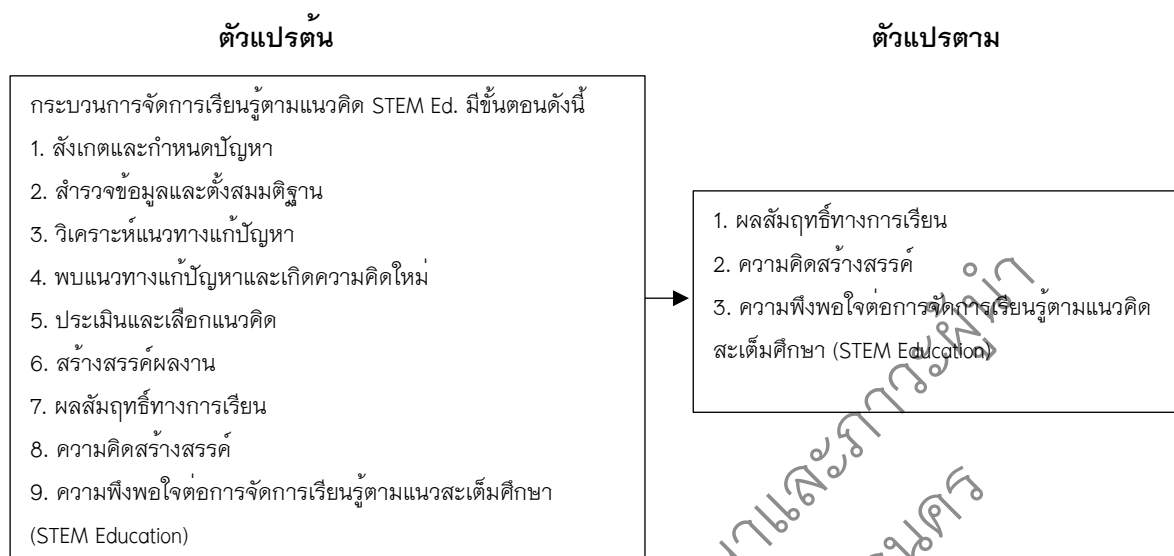 ตัวแปรต้น
ตัวแปรตาม
กระบวนการจัดการเรียนรู้ตามแนวคิด STEM Ed. มีขั้นตอนดังนี้
1. สังเกตและกำหนดปัญหา
2. สำรวจข้อมูลและตั้งสมมติฐาน
3. วิเคราะห์แนวทางแก้ปัญหา
4. พบแนวทางแก้ปัญหาและเกิดความคิดใหม่
5. ประเมินและเลือกแนวคิด
6. สร้างสรรค์ผลงาน
7. ผลสัมฤทธิ์ทางการเรียน
8. ความคิดสร้างสรรค์
9. ความพึงพอใจต่อการจัดการเรียนรู้ตามแนวสะเต็มศึกษา
(STEM Education)
1. ผลสัมฤทธิ์ทางการเรียน
2. ความคิดสร้างสรรค์
3. ความพึงพอใจต่อการจัดการเรียนรู้ตามแนวคิด
สะเต็มศึกษา (STEM Education)
และภาวะผู้นำ